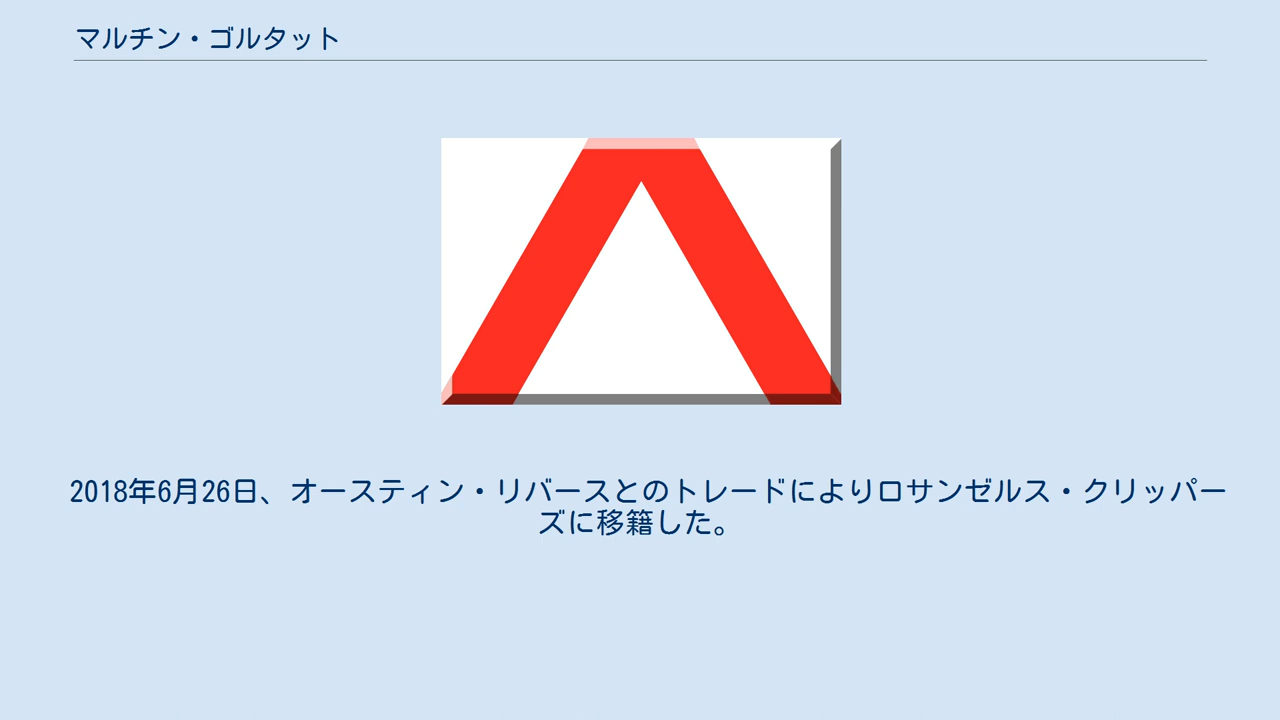 マルチン・ゴルタット
2018年6月26日、オースティン・リバースとのトレードによりロサンゼルス・クリッパー
ズに移籍した。